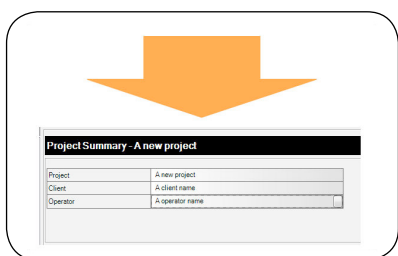 Project Summary - A new project
Project A new project
Client A client name
Operator A operator name